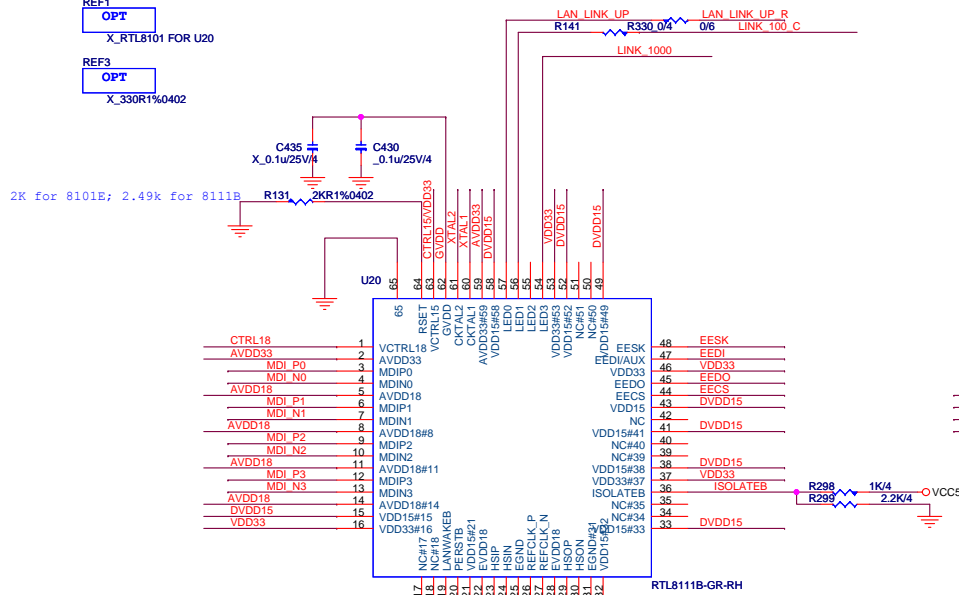 REF1
OPT
X_RTL8101 FOR U20
REF3
OPT
X_330R1%0402
LAN_LINK_UP
LAN_LINK_UP_R
R141
R330_0/4
0/6
LINK_100_C
LINK_1000
C435
X_0.1u/25V/4
C430
_0.1u/25V/4
2K for 8101E; 2.49k for 8111B
R131
2KR1%0402
CTRL15/VDD33
GVDD
XTAL2
XTAL1
AVDD33
DVDD15
VDD33
DVDD15
DVDD15
U20
65 64 63 62 61 60 59 58 57 56 55 54 53 52 51 50 49
65
RSET
VCTRL15
GVDD
CKTAL2
CKTAL1
AVDD33#59
VDD15#58
LED0
LED1
LED2
LED3
VDD33#53
VDD15#52
NC#51
NC#50
VDD15#49
CTRL18 1 VCTRL18
AVDD33 2 AVDD33
MDI_P0 3 MDIP0
MDI_N0 4 MDIN0
AVDD18 5 AVDD18
MDI_P1 6 MDIP1
MDI_N1 7 MDIN1
AVDD18 8 AVDD18#8
MDI_P2 9 MDIP2
MDI_N2 10 MDIN2
AVDD18 11 AVDD18#11
MDI_P3 12 MDIP3
MDI_N3 13 MDIN3
AVDD18 14 AVDD18#14
DVDD15 15 VDD15#15
VDD33 16 VDD33#16
EESK 48 EESK
EEDI/AUX 47 EEDI
VDD33 46 VDD33
EEDO 45 EEDO
EECS 44 EECS
VDD15 43 DVDD15
NC 42
VDD15#41 41 DVDD15
NC#40 40
NC#39 39
VDD15#38 38 DVDD15
VDD33#37 37 VDD33
ISOLATEB 36 ISOLATEB
NC#35 35
NC#34 34
VDD15#33 33 DVDD15
R298
1K/4
VCC5
R299
2.2K/4
NC#17
NC#18
LANWAKEB
PERSTB
VDD15#21
EVDD18
HSIP
HSIN
EGND
REFCLK_P
REFCLK_N
EVDD18
HSOP
HSON
EGND#31
VDD15#32
RTL8111B-GR-RH